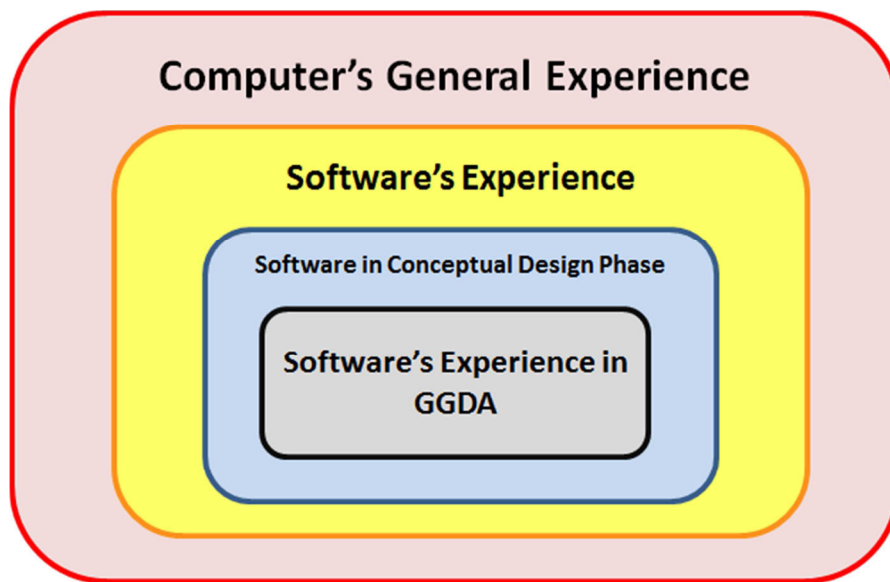 Computer’s General Experience
Software’s Experience
Software in Conceptual Design Phase
Software’s Experience in
GGDA